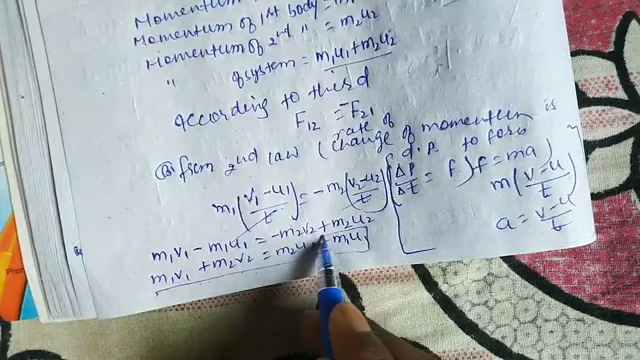 Momentum
Momentum of 1st body =
Momentum of 2nd " = m₂u₂
" of system = m₁u₁+m₂u₂
According to third
F₁₂ = -F₂₁
from 2nd law ( rate of change of momentum is d.p. to force
m₁(v₁-u₁/t) = -m₂(v₂-u₂/t)
(ΔP/Δt = f) f = ma)
m(v-u/t)
a = v-u/t
m₁v₁ - m₁u₁ = -m₂v₂ + m₂u₂
m₁v₁ + m₂v₂ = m₂u₂ m₁u₁